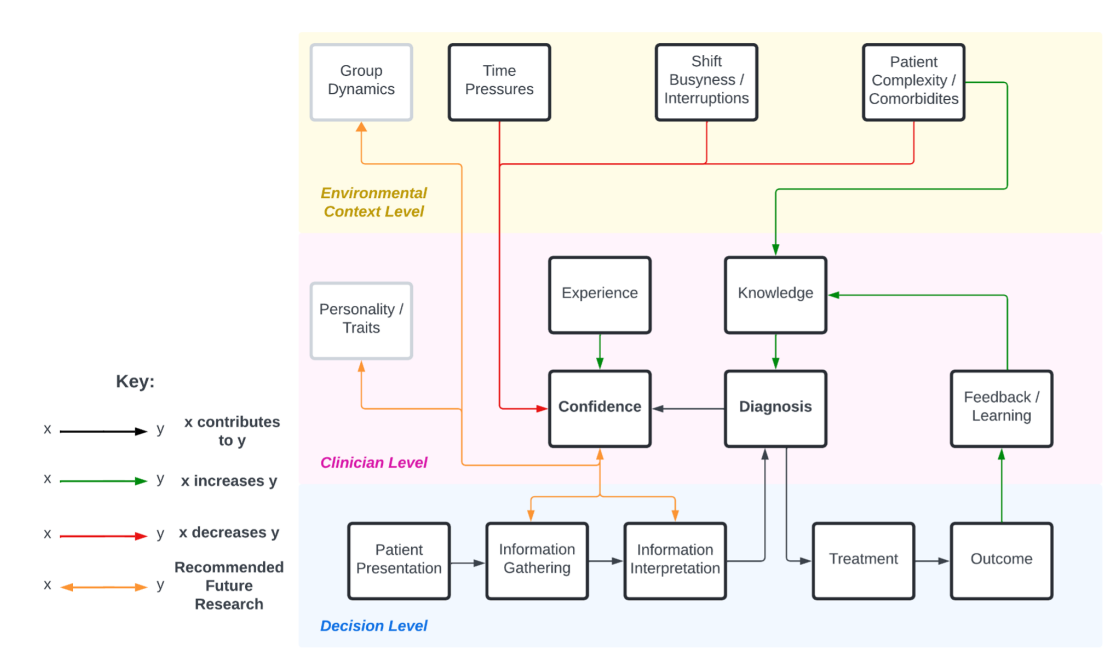 Group
Dynamics
Time
Pressures
Shift
Busyness /
Interruptions
Patient
Complexity /
Comorbidites
Environmental
Context Level
Experience
Knowledge
Personality /
Traits
Confidence
Diagnosis
Feedback /
Learning
Clinician Level
Patient
Presentation
Information
Gathering
Information
Interpretation
Treatment
Outcome
Decision Level
Key:
x y x contributes
to y
x y x increases y
x y x decreases y
x y Recommended
Future
Research